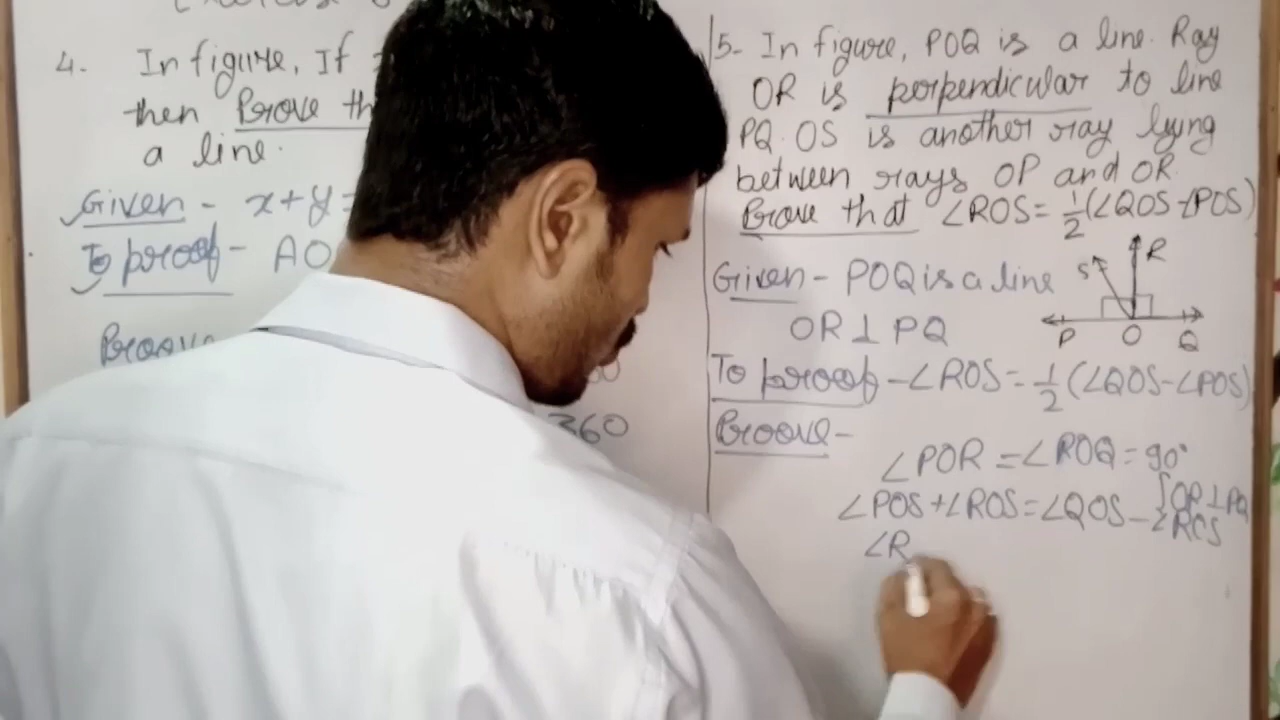 4. In figure, If
then Prove th
a line.
Given - x+y=
To proof - AO
Proove
360
5- In figure, POQ is a line. Ray
OR is perpendicular to line
PQ. OS is another ray lying
between rays OP and OR.
Prove that ∠ROS = 1/2 (∠QOS - ∠POS)
Given - POQ is a line
OR ⊥ PQ
S R
P O Q
To proof - ∠ROS = 1/2 (∠QOS - ∠POS)
Proove -
∠POR = ∠ROQ = 90°
{OR ⊥ PQ
∠POS + ∠ROS = ∠QOS - ∠ROS
∠R